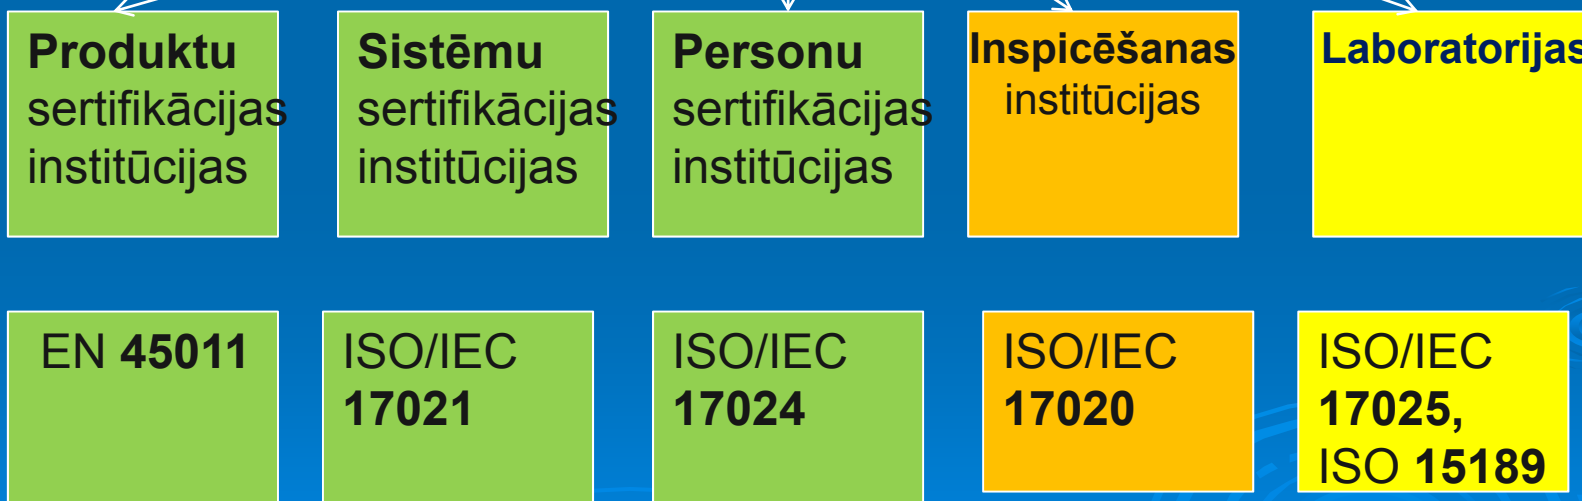 Produktu
sertifikācijas
institūcijas
Sistēmu
sertifikācijas
institūcijas
Personu
sertifikācijas
institūcijas
Inspicēšanas
institūcijas
Laboratorijas
EN 45011
ISO/IEC
17021
ISO/IEC
17024
ISO/IEC
17020
ISO/IEC
17025,
ISO 15189